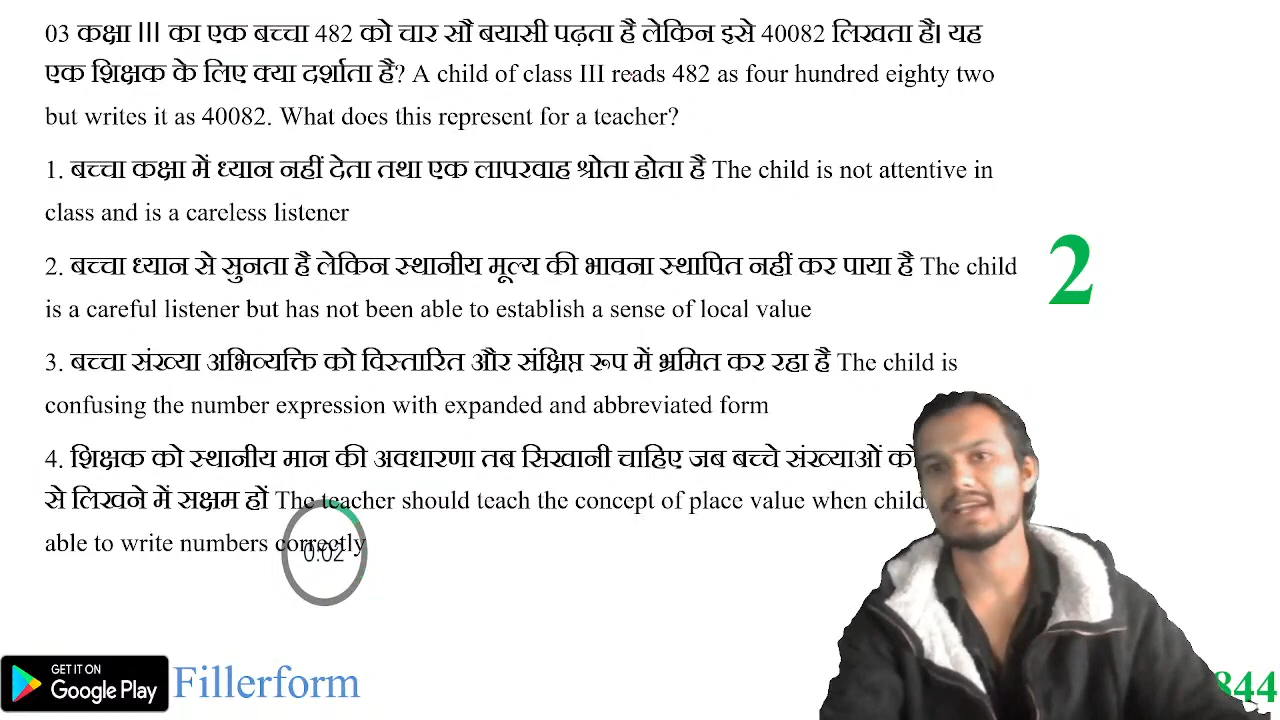 03 कक्षा III का एक बच्चा 482 को चार सौ बयासी पढ़ता है लेकिन इसे 40082 लिखता है। यह
एक शिक्षक के लिए क्या दर्शाता है? A child of class III reads 482 as four hundred eighty two
but writes it as 40082. What does this represent for a teacher?
1. बच्चा कक्षा में ध्यान नहीं देता तथा एक लापरवाह श्रोता होता है The child is not attentive in
class and is a careless listener
2. बच्चा ध्यान से सुनता है लेकिन स्थानीय मूल्य की भावना स्थापित नहीं कर पाया है The child
is a careful listener but has not been able to establish a sense of local value
2
3. बच्चा संख्या अभिव्यक्ति को विस्तारित और संक्षिप्त रूप में भ्रमित कर रहा है The child is
confusing the number expression with expanded and abbreviated form
4. शिक्षक को स्थानीय मान की अवधारणा तब सिखानी चाहिए जब बच्चे संख्याओं को
से लिखने में सक्षम हों The teacher should teach the concept of place value when child
able to write numbers correctly
0:02
GET IT ON
Google Play
Fillerform
844